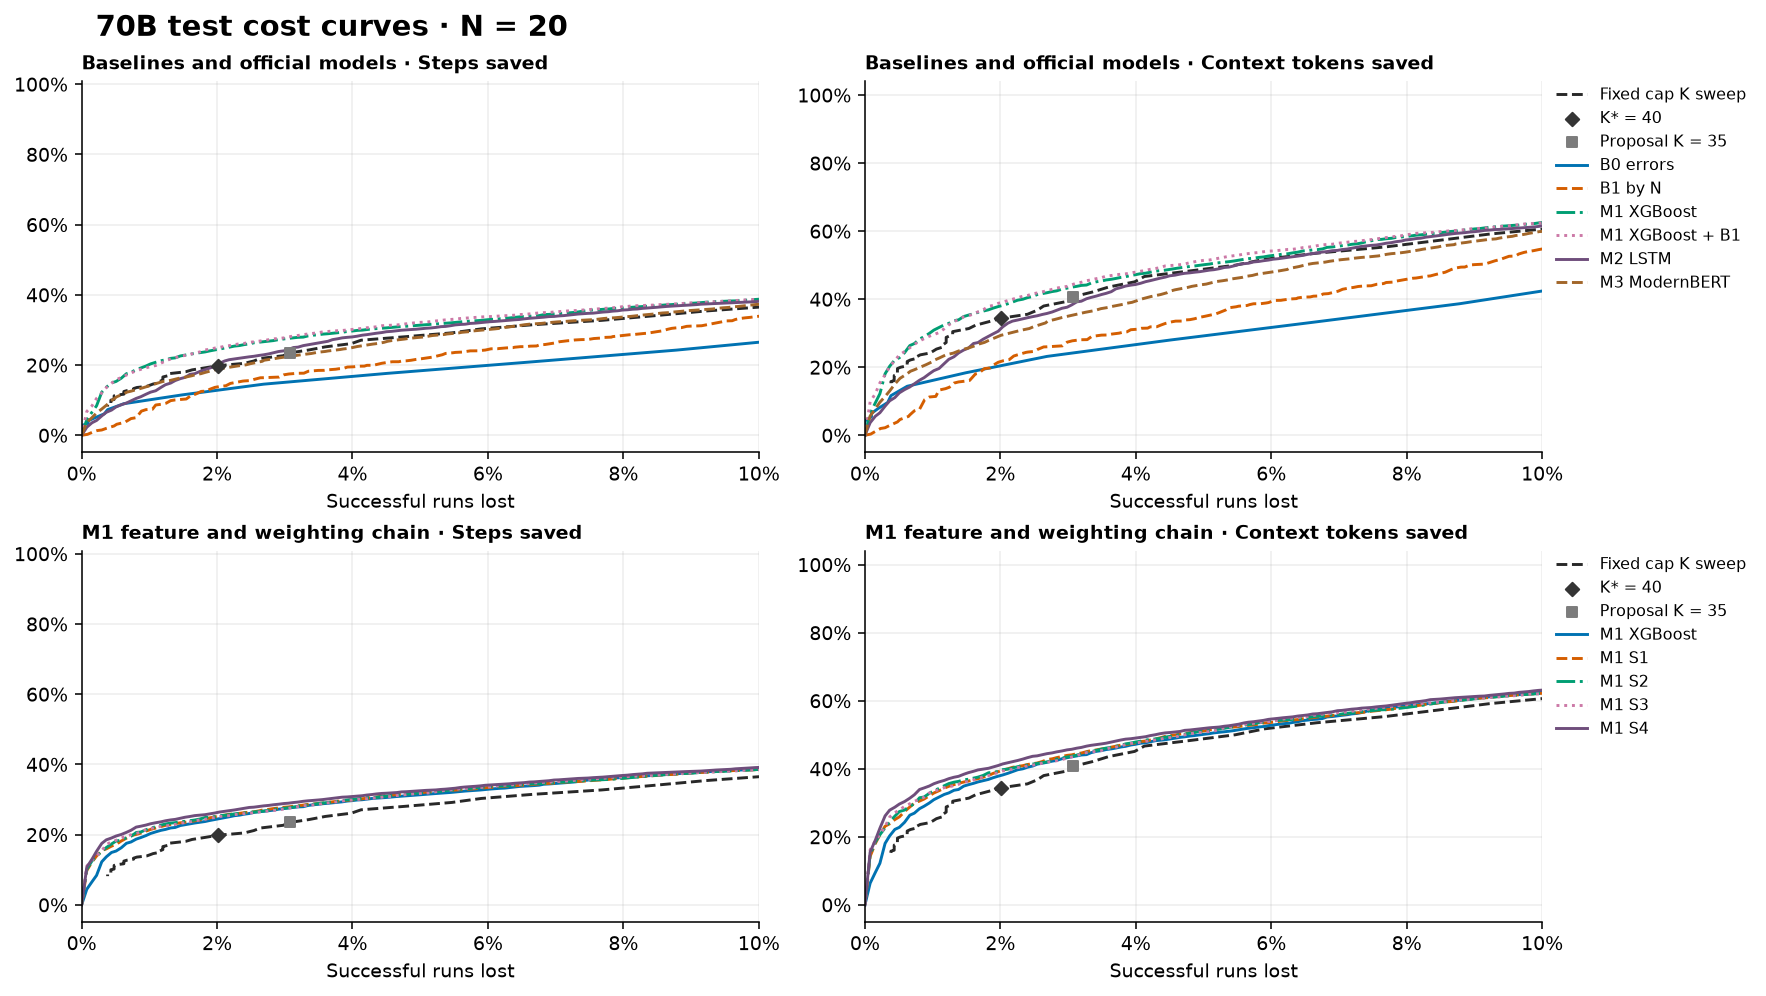 70B test cost curves · N = 20
Baselines and official models · Steps saved
100%
80%
60%
40%
20%
0%
0%
2%
4%
6%
8%
10%
Successful runs lost
Baselines and official models · Context tokens saved
100%
80%
60%
40%
20%
0%
0%
2%
4%
6%
8%
10%
Successful runs lost
Fixed cap K sweep
K* = 40
Proposal K = 35
B0 errors
B1 by N
M1 XGBoost
M1 XGBoost + B1
M2 LSTM
M3 ModernBERT
M1 feature and weighting chain · Steps saved
100%
80%
60%
40%
20%
0%
0%
2%
4%
6%
8%
10%
Successful runs lost
M1 feature and weighting chain · Context tokens saved
100%
80%
60%
40%
20%
0%
0%
2%
4%
6%
8%
10%
Successful runs lost
Fixed cap K sweep
K* = 40
Proposal K = 35
M1 XGBoost
M1 S1
M1 S2
M1 S3
M1 S4